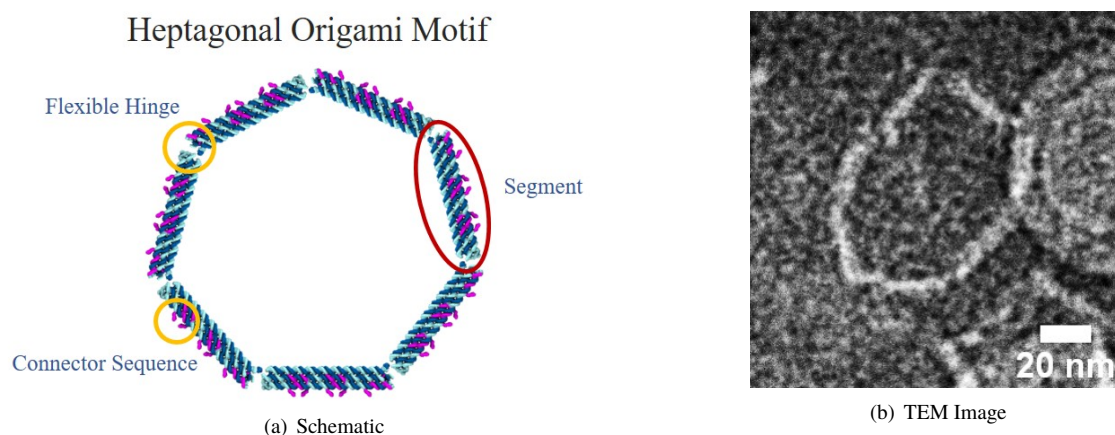 Heptagonal Origami Motif
Flexible Hinge
Segment
Connector Sequence
20 nm
(a) Schematic
(b) TEM Image